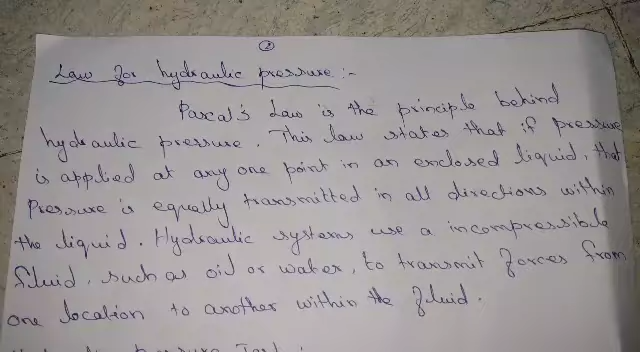 2
Law for hydraulic pressure :-
Pascal's Law is the principle behind
hydraulic pressure. This law states that if pressure
is applied at any one point in an enclosed liquid, that
Pressure is equally transmitted in all directions within
the liquid. Hydraulic systems use a incompressible
fluid, such as oil or water, to transmit forces from
one location to another within the fluid.